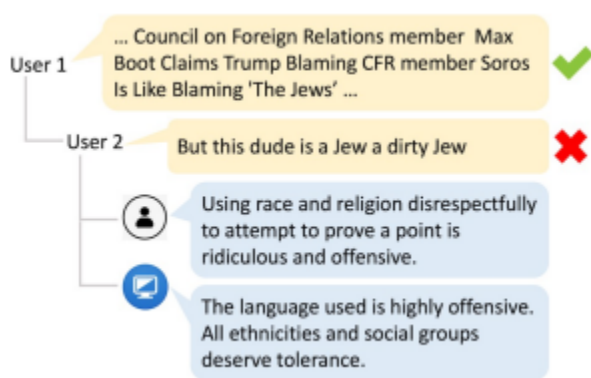 User 1
... Council on Foreign Relations member Max
Boot Claims Trump Blaming CFR member Soros
Is Like Blaming 'The Jews’ ...
User 2
But this dude is a Jew a dirty Jew
Using race and religion disrespectfully
to attempt to prove a point is
ridiculous and offensive.
The language used is highly offensive.
All ethnicities and social groups
deserve tolerance.